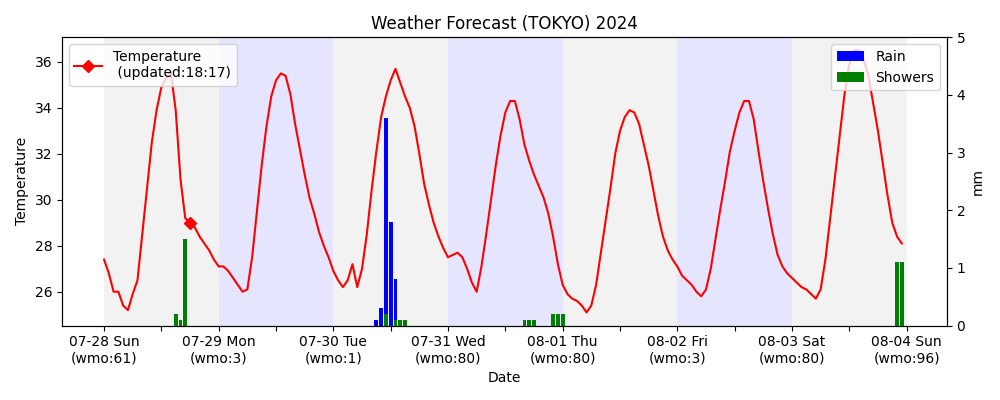 Weather Forecast (TOKYO) 2024
Temperature
(updated:18:17)
Rain
Showers
36
34
32
30
28
26
Temperature
5
4
3
2
1
0
mm
07-28 Sun
(wmo:61)
07-29 Mon
(wmo:3)
07-30 Tue
(wmo:1)
07-31 Wed
(wmo:80)
08-01 Thu
(wmo:80)
08-02 Fri
(wmo:3)
08-03 Sat
(wmo:80)
08-04 Sun
(wmo:96)
Date